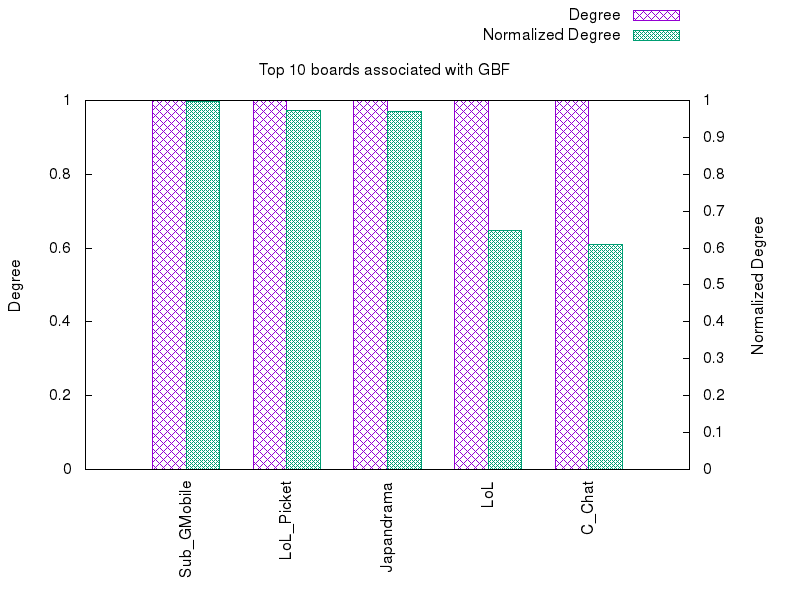 Degree
Normalized Degree
Top 10 boards associated with GBF
1
0.8
0.6
0.4
0.2
0
1
0.9
0.8
0.7
0.6
0.5
0.4
0.3
0.2
0.1
0
Degree
Normalized Degree
Sub_GMobile
LoL_Picket
Japandrama
LoL
C_Chat